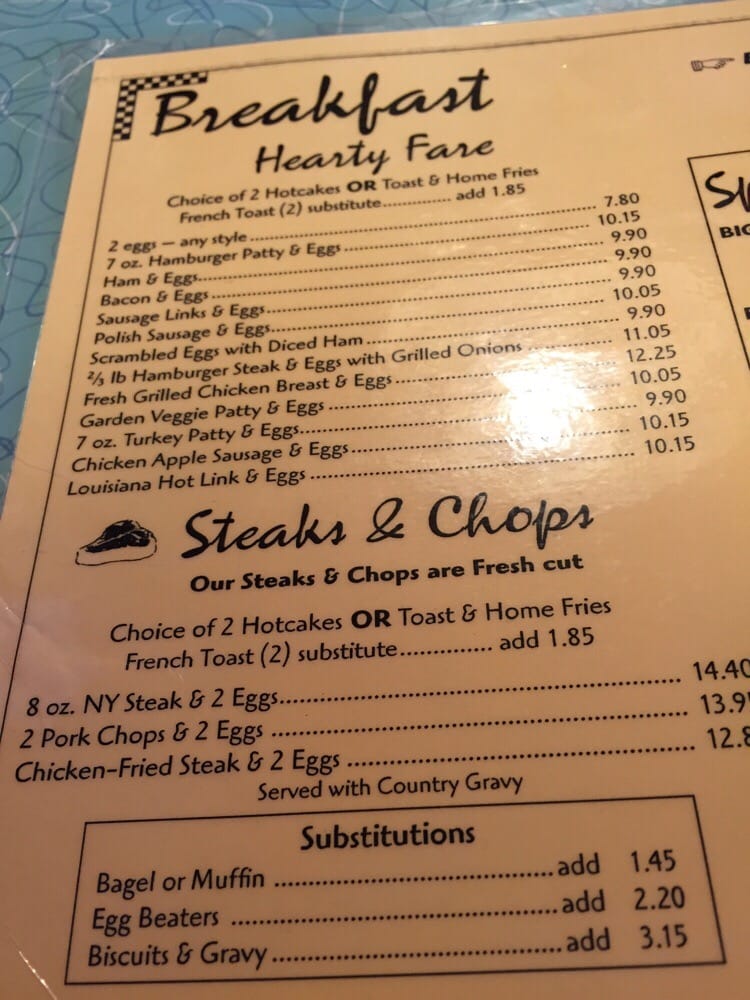 Breakfast
Hearty Fare
Choice of 2 Hotcakes OR Toast & Home Fries
French Toast (2) substitute.............. add 1.85
2 eggs — any style ........ 7.80
7 oz. Hamburger Patty & Eggs ........ 10.15
Ham & Eggs........ 9.90
Bacon & Eggs ........ 9.90
Sausage Links & Eggs........ 9.90
Polish Sausage & Eggs........ 10.05
Scrambled Eggs with Diced Ham ........ 9.90
⅔ lb Hamburger Steak & Eggs with Grilled Onions ........ 11.05
Fresh Grilled Chicken Breast & Eggs ........ 12.25
Garden Veggie Patty & Eggs ........ 10.05
7 oz. Turkey Patty & Eggs........ 9.90
Chicken Apple Sausage & Eggs ........ 10.15
Louisiana Hot Link & Eggs ........ 10.15
Steaks & Chops
Our Steaks & Chops are Fresh cut
Choice of 2 Hotcakes OR Toast & Home Fries
French Toast (2) substitute.............. add 1.85
8 oz. NY Steak & 2 Eggs........ 14.40
2 Pork Chops & 2 Eggs ........ 13.9
Chicken-Fried Steak & 2 Eggs ........ 12.8
Served with Country Gravy
Substitutions
Bagel or Muffin ........ add 1.45
Egg Beaters ........ add 2.20
Biscuits & Gravy ........ add 3.15
Sp
BIG